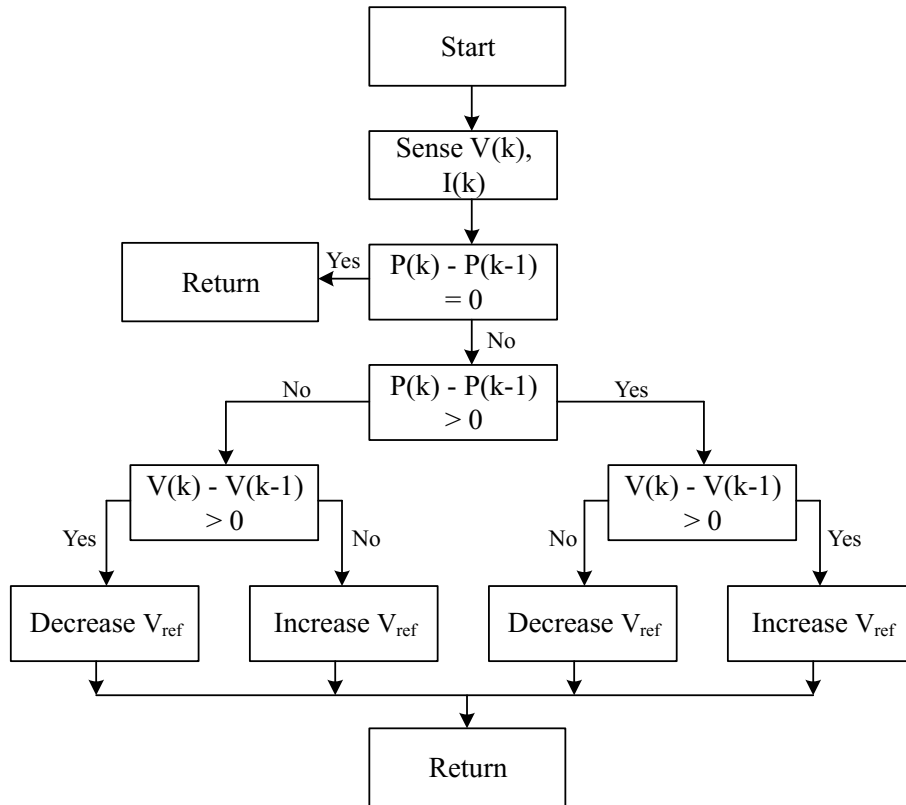 Start
Sense V(k),
I(k)
Yes
Return
P(k) - P(k-1)
= 0
No
No
P(k) - P(k-1)
> 0
Yes
V(k) - V(k-1)
> 0
V(k) - V(k-1)
> 0
Yes
No
No
Yes
Decrease Vref
Increase Vref
Decrease Vref
Increase Vref
Return